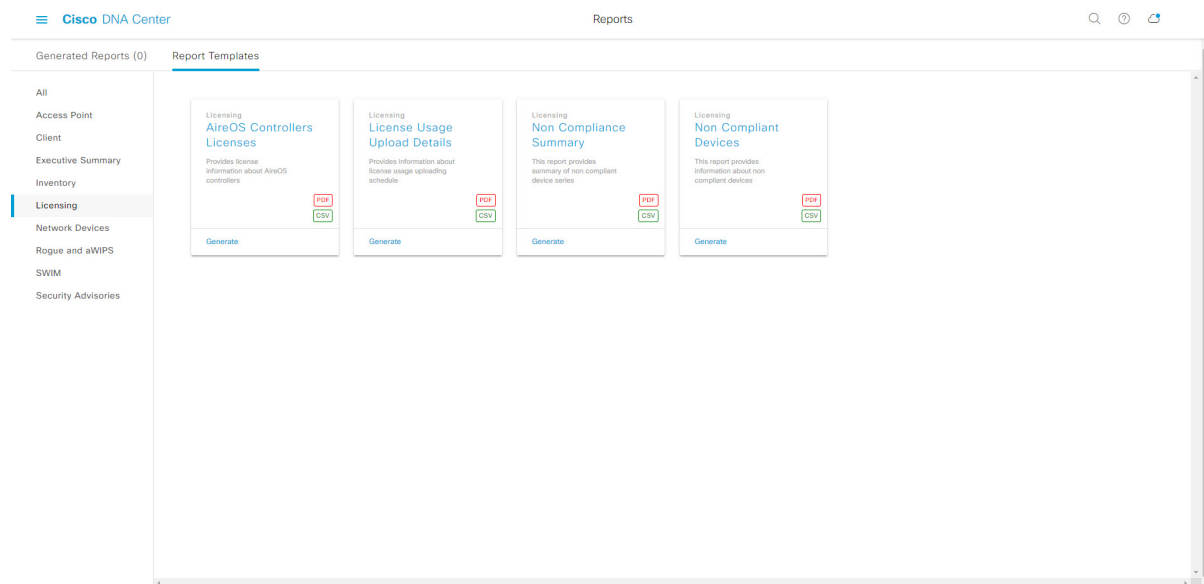 Cisco DNA Center
Reports
Generated Reports (0)
Report Templates
All
Access Point
Client
Executive Summary
Inventory
Licensing
Network Devices
Rogue and aWIPS
SWIM
Security Advisories
Licensing
AireOS Controllers
Licenses
Provides license
information about AireOS
controllers
PDF
CSV
Generate
Licensing
License Usage
Upload Details
Provides information about
license usage uploading
schedule
PDF
CSV
Generate
Licensing
Non Compliance
Summary
This report provides
summary of non compliant
device series
PDF
CSV
Generate
Licensing
Non Compliant
Devices
This report provides
information about non
compliant devices
PDF
CSV
Generate